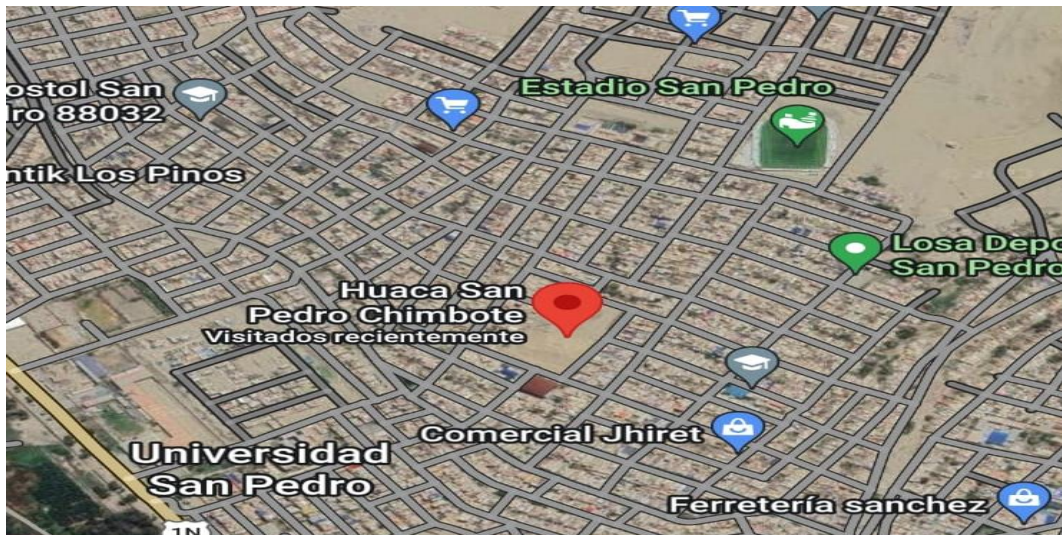 Estadio San Pedro
ostol San
ro 88032
ntik Los Pinos
Losa Depo
San Pedro
Huaca San
Pedro Chimbote
Visitados recientemente
Comercial Jhiret
Universidad
San Pedro
Ferretería sanchez
1N